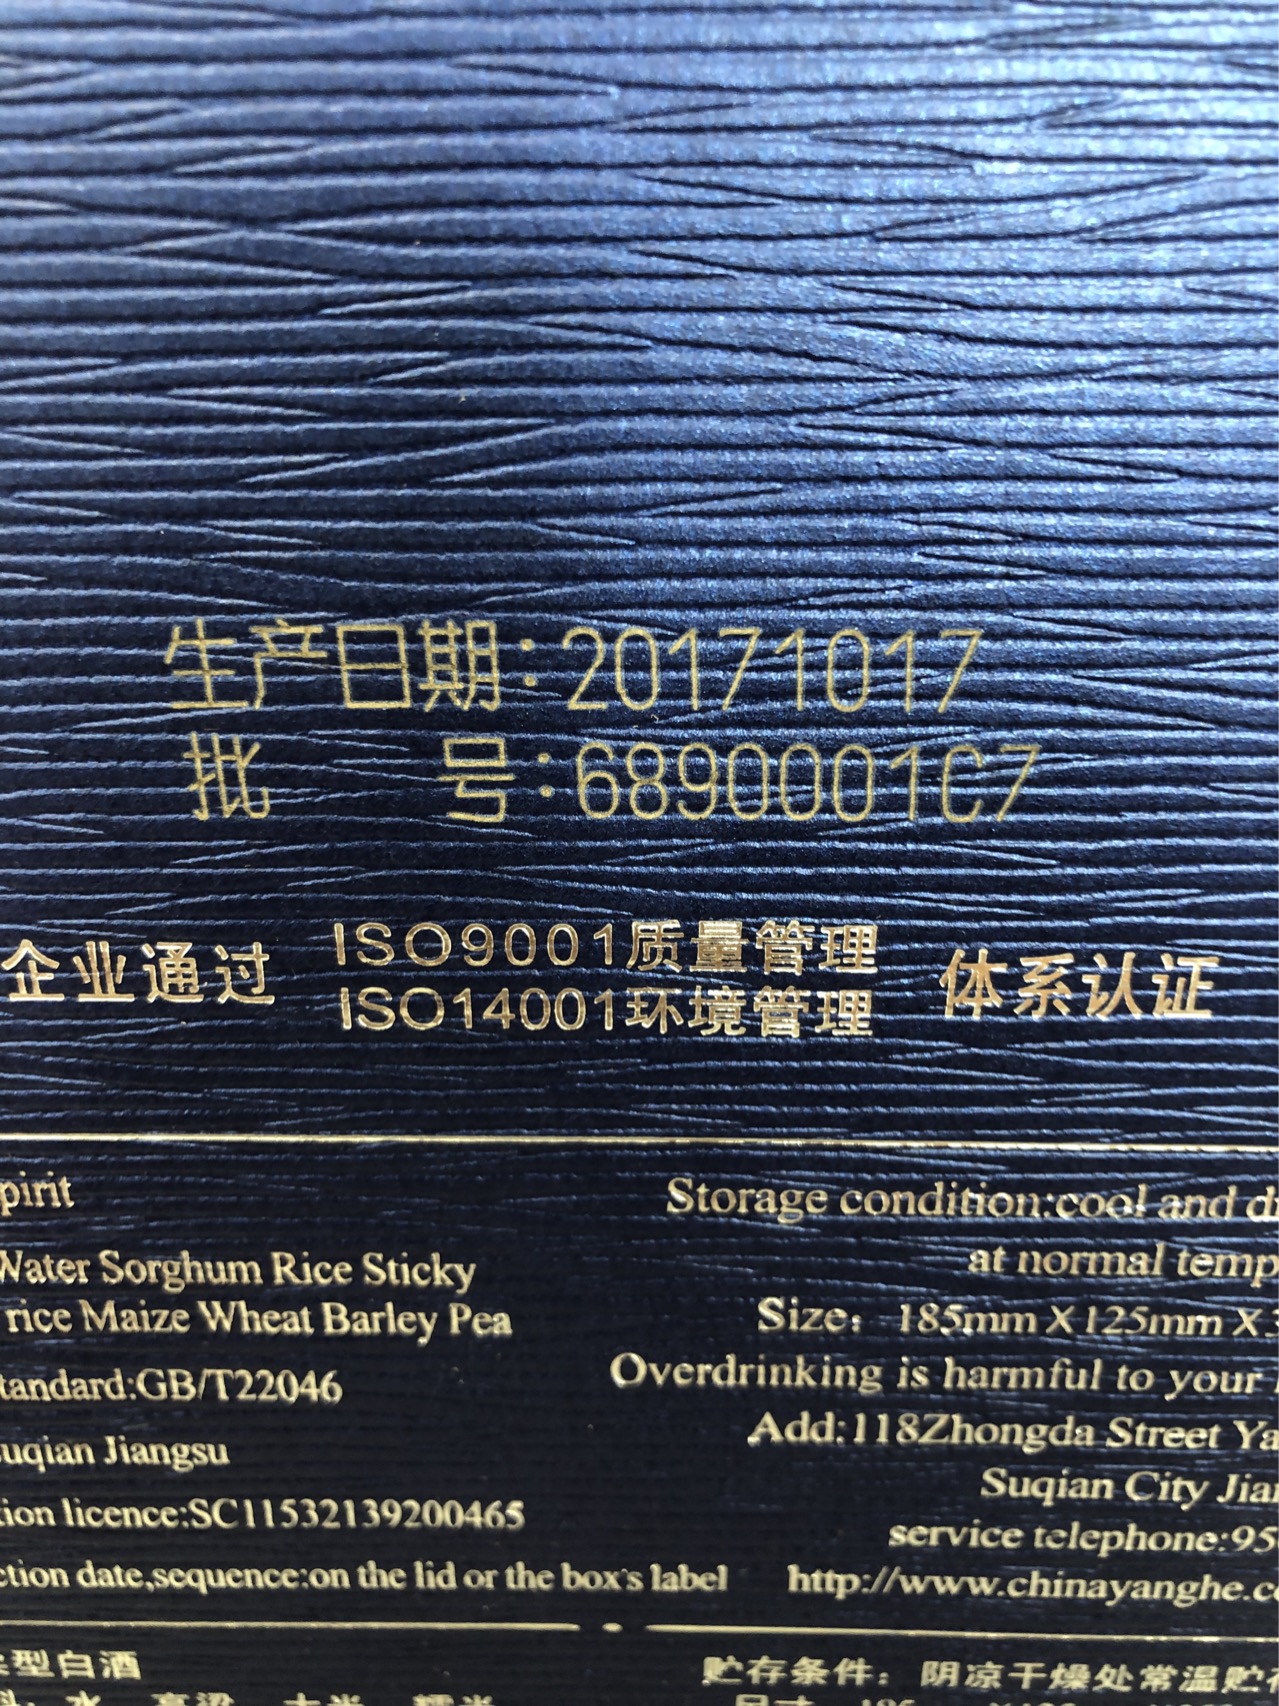 生产日期:20171017
批 号:6890001C7
企业通过 ISO9001质量管理 体系认证
ISO14001环境管理
pirit
Storage condition:cool and d
Water Sorghum Rice Sticky
at normal temp
rice Maize Wheat Barley Pea
Size: 185mm X 125mm X
tandard:GB/T22046
Overdrinking is harmful to your
uqian Jiangsu
Add:118Zhongda Street Ya
Suqian City Jia
tion licence:SC11532139200465
service telephone:95
ction date,sequence:on the lid or the box's label
http://www.chinayanghe.c
型白酒
贮存条件: 阴凉干燥处常温贮